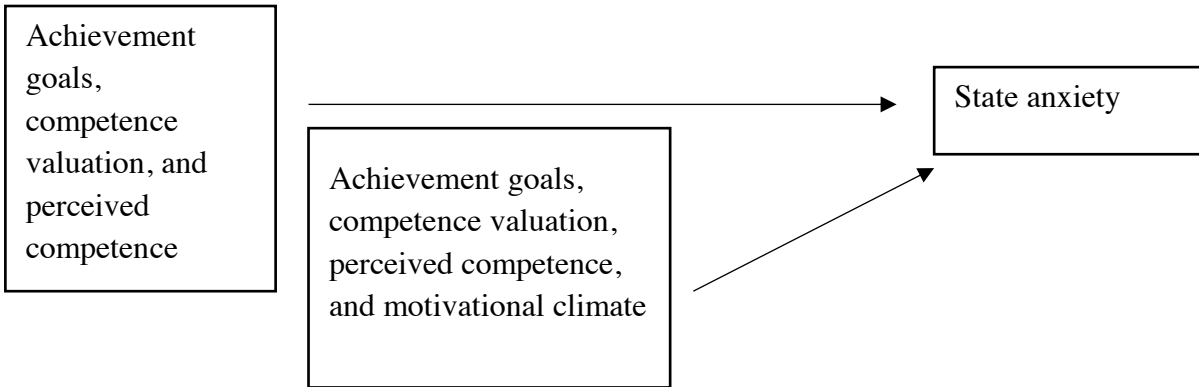 Achievement
goals,
competence
valuation, and
perceived
competence
Achievement goals,
competence valuation,
perceived competence,
and motivational climate
State anxiety